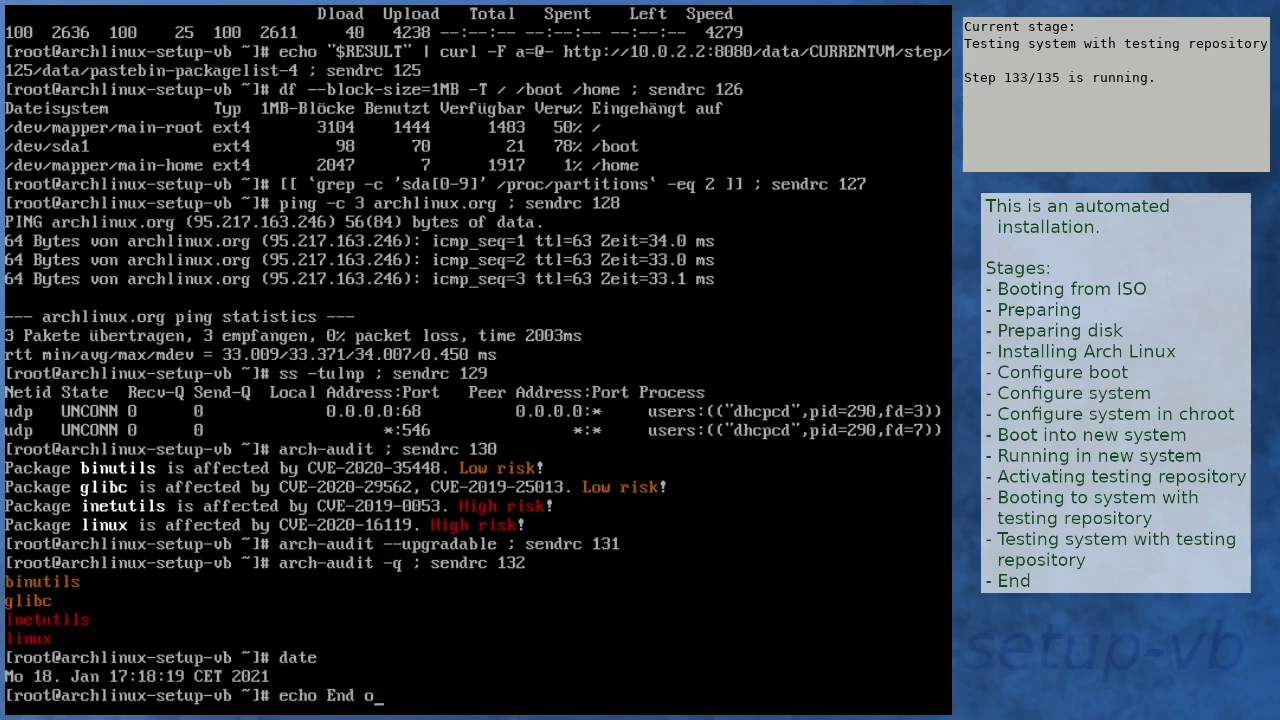 Dload  Upload   Total   Spent    Left  Speed
100  2636  100    25  100  2611     40   4238 --:--:-- --:--:-- --:--:--  4279
[root@archlinux-setup-vb ~]# echo "$RESULT" | curl -F a=@- http://10.0.2.2:8080/data/CURRENTVM/step/
125/data/pastebin-packagelist-4 ; sendrc 125
[root@archlinux-setup-vb ~]# df --block-size=1MB -T / /boot /home ; sendrc 126
Dateisystem           Typ  1MB-Blöcke Benutzt Verfügbar Verw% Eingehängt auf
/dev/mapper/main-root ext4       3104    1444      1483   50% /
/dev/sda1             ext4         98      70        21   78% /boot
/dev/mapper/main-home ext4       2047       7      1917    1% /home
[root@archlinux-setup-vb ~]# [[ `grep -c 'sda[0-9]' /proc/partitions` -eq 2 ]] ; sendrc 127
[root@archlinux-setup-vb ~]# ping -c 3 archlinux.org ; sendrc 128
PING archlinux.org (95.217.163.246) 56(84) bytes of data.
64 Bytes von archlinux.org (95.217.163.246): icmp_seq=1 ttl=63 Zeit=34.0 ms
64 Bytes von archlinux.org (95.217.163.246): icmp_seq=2 ttl=63 Zeit=33.0 ms
64 Bytes von archlinux.org (95.217.163.246): icmp_seq=3 ttl=63 Zeit=33.1 ms
--- archlinux.org ping statistics ---
3 Pakete übertragen, 3 empfangen, 0% packet loss, time 2003ms
rtt min/avg/max/mdev = 33.009/33.371/34.007/0.450 ms
[root@archlinux-setup-vb ~]# ss -tulnp ; sendrc 129
Netid State  Recv-Q Send-Q  Local Address:Port   Peer Address:Port Process
udp   UNCONN 0      0             0.0.0.0:68          0.0.0.0:*     users:(("dhcpcd",pid=290,fd=3))
udp   UNCONN 0      0                  *:546               *:*     users:(("dhcpcd",pid=290,fd=7))
[root@archlinux-setup-vb ~]# arch-audit ; sendrc 130
Package binutils is affected by CVE-2020-35448. Low risk!
Package glibc is affected by CVE-2020-29562, CVE-2019-25013. Low risk!
Package inetutils is affected by CVE-2019-0053. High risk!
Package linux is affected by CVE-2020-16119. High risk!
[root@archlinux-setup-vb ~]# arch-audit --upgradable ; sendrc 131
[root@archlinux-setup-vb ~]# arch-audit -q ; sendrc 132
binutils
glibc
inetutils
linux
[root@archlinux-setup-vb ~]# date
Mo 18. Jan 17:18:19 CET 2021
[root@archlinux-setup-vb ~]# echo End o_
Current stage:
Testing system with testing repository
Step 133/135 is running.
This is an automated
installation.
Stages:
- Booting from ISO
- Preparing
- Preparing disk
- Installing Arch Linux
- Configure boot
- Configure system
- Configure system in chroot
- Boot into new system
- Running in new system
- Activating testing repository
- Booting to system with
testing repository
- Testing system with testing
repository
- End
-setup-vb